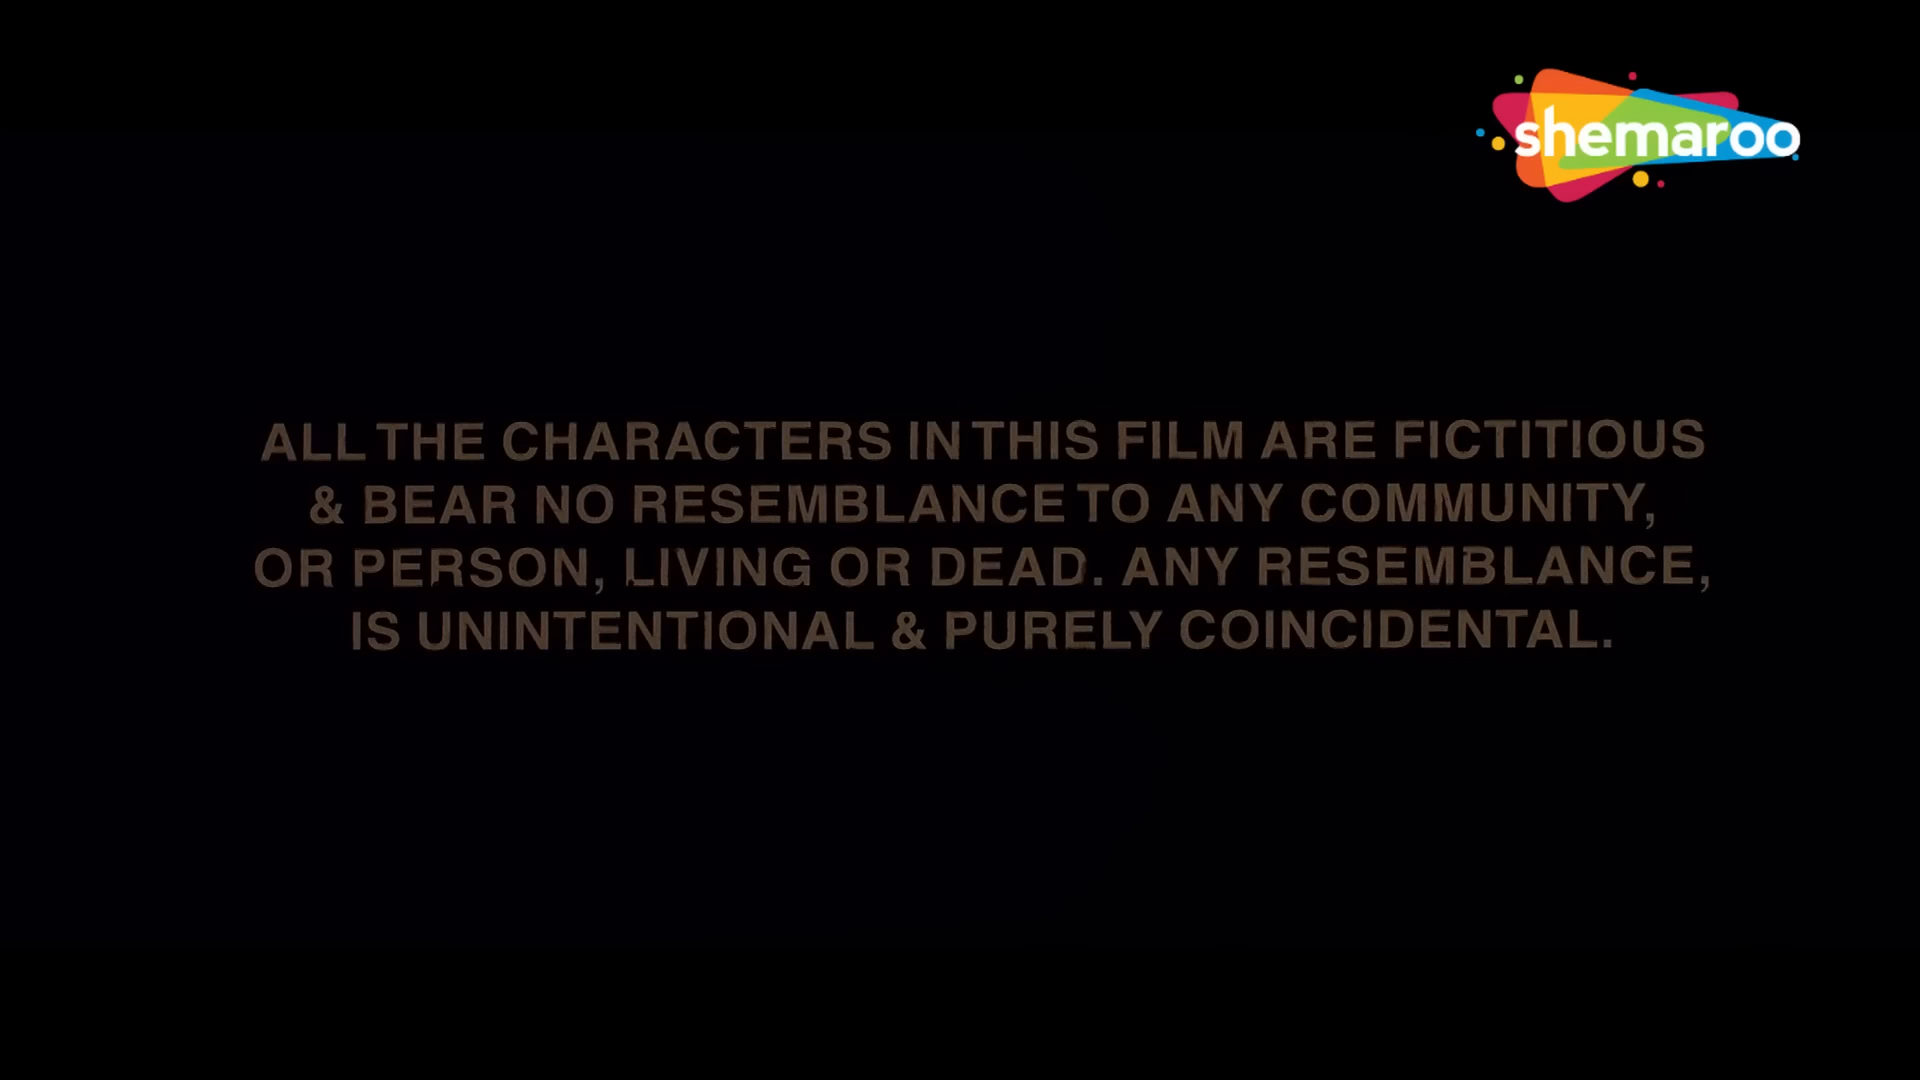 shemaroo
ALL THE CHARACTERS IN THIS FILM ARE FICTITIOUS
& BEAR NO RESEMBLANCE TO ANY COMMUNITY,
OR PERSON, LIVING OR DEAD. ANY RESEMBLANCE,
IS UNINTENTIONAL & PURELY COINCIDENTAL.